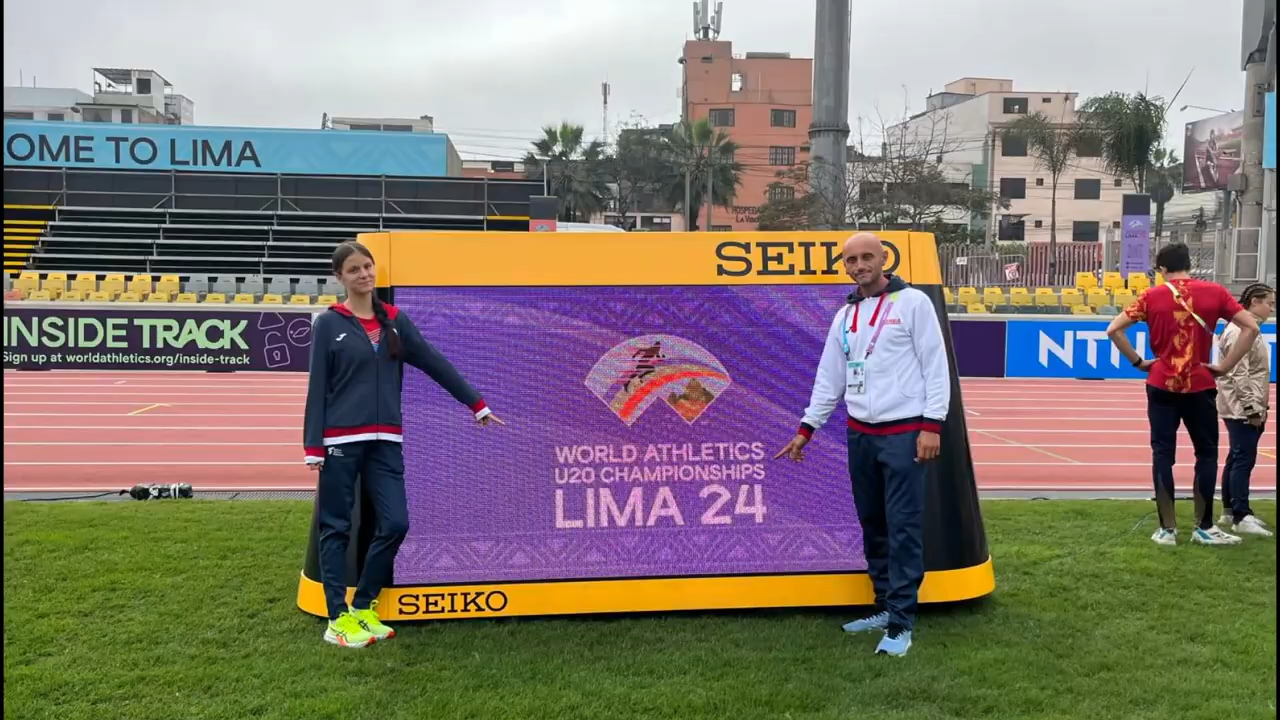 OME TO LIMA
SEIKO
HOSPEDA
INSIDE TRACK
Sign up at worldathletics.org/inside-track
NTT
WORLD ATHLETICS
U20 CHAMPIONSHIPS
LIMA 24
SEIKO